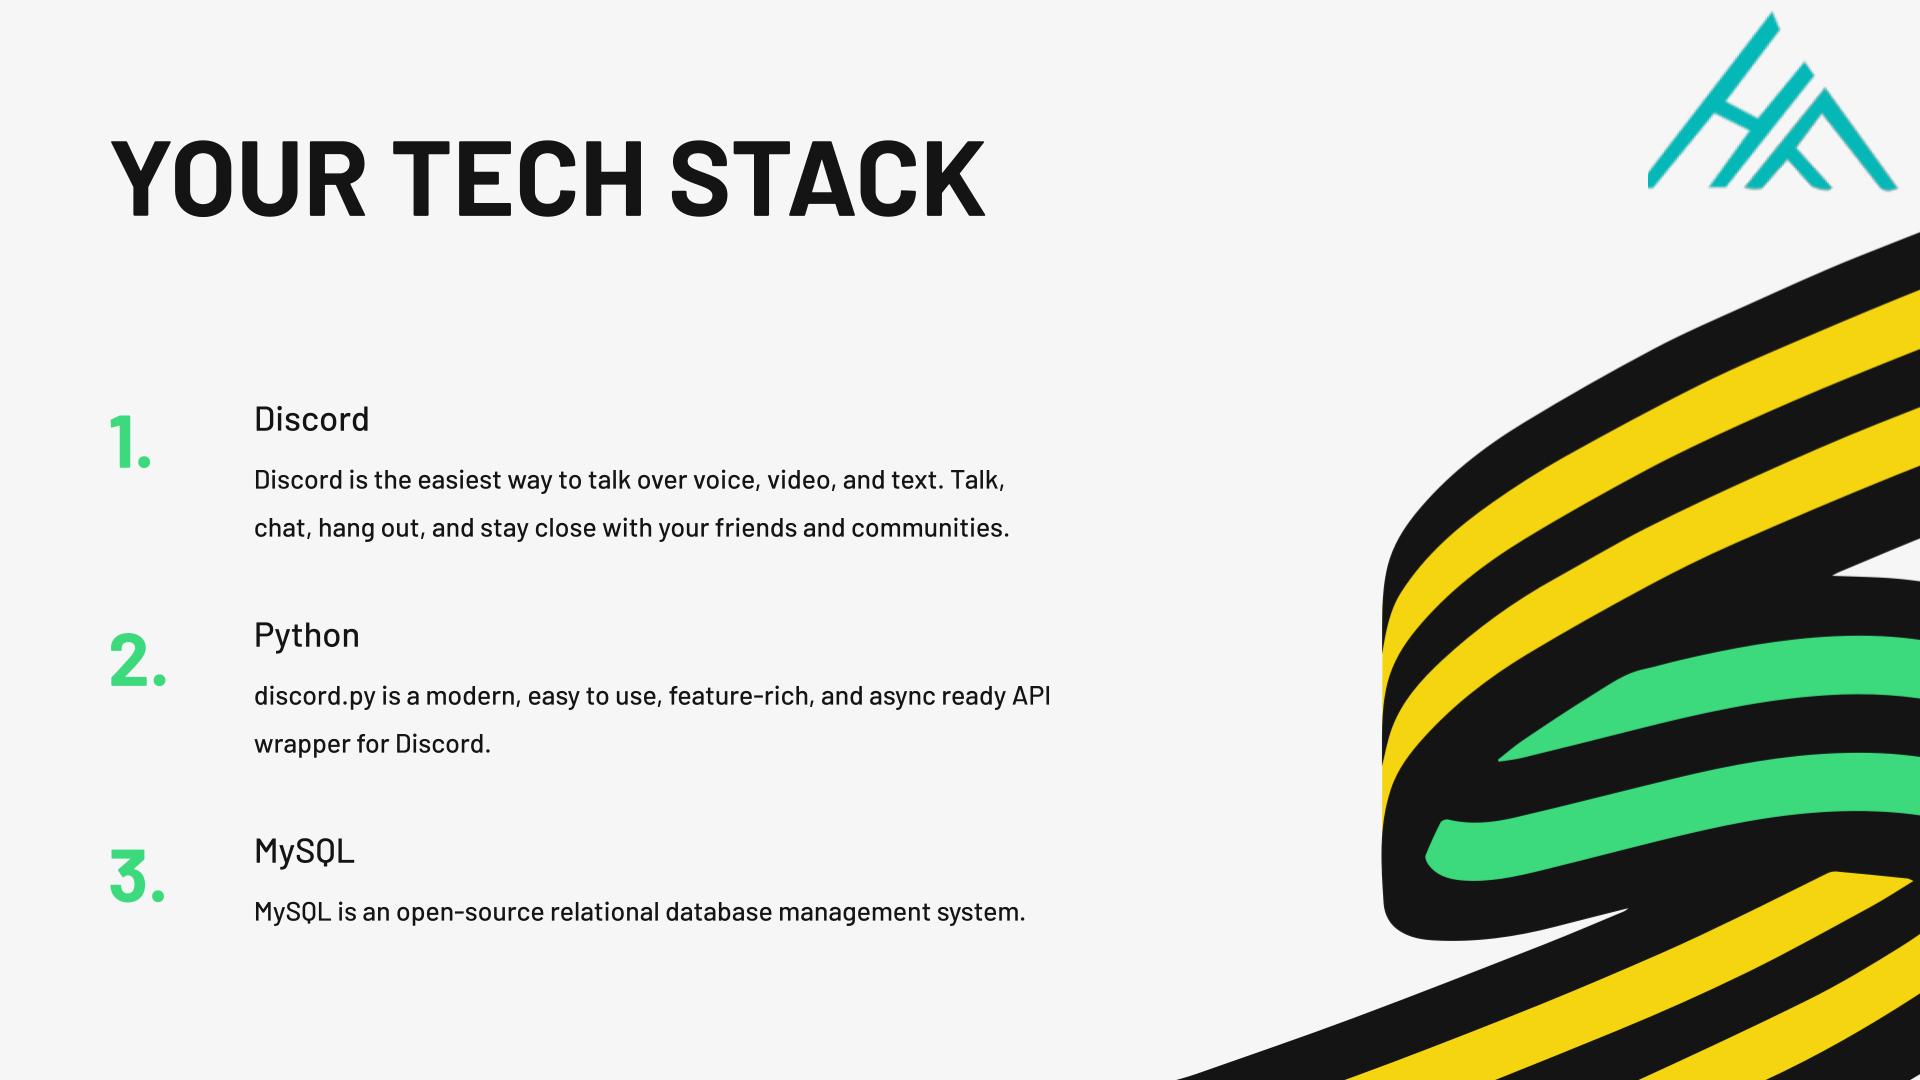 YOUR TECH STACK
1.
Discord
Discord is the easiest way to talk over voice, video, and text. Talk,
chat, hang out, and stay close with your friends and communities.
2.
Python
discord.py is a modern, easy to use, feature-rich, and async ready API
wrapper for Discord.
3.
MySQL
MySQL is an open-source relational database management system.